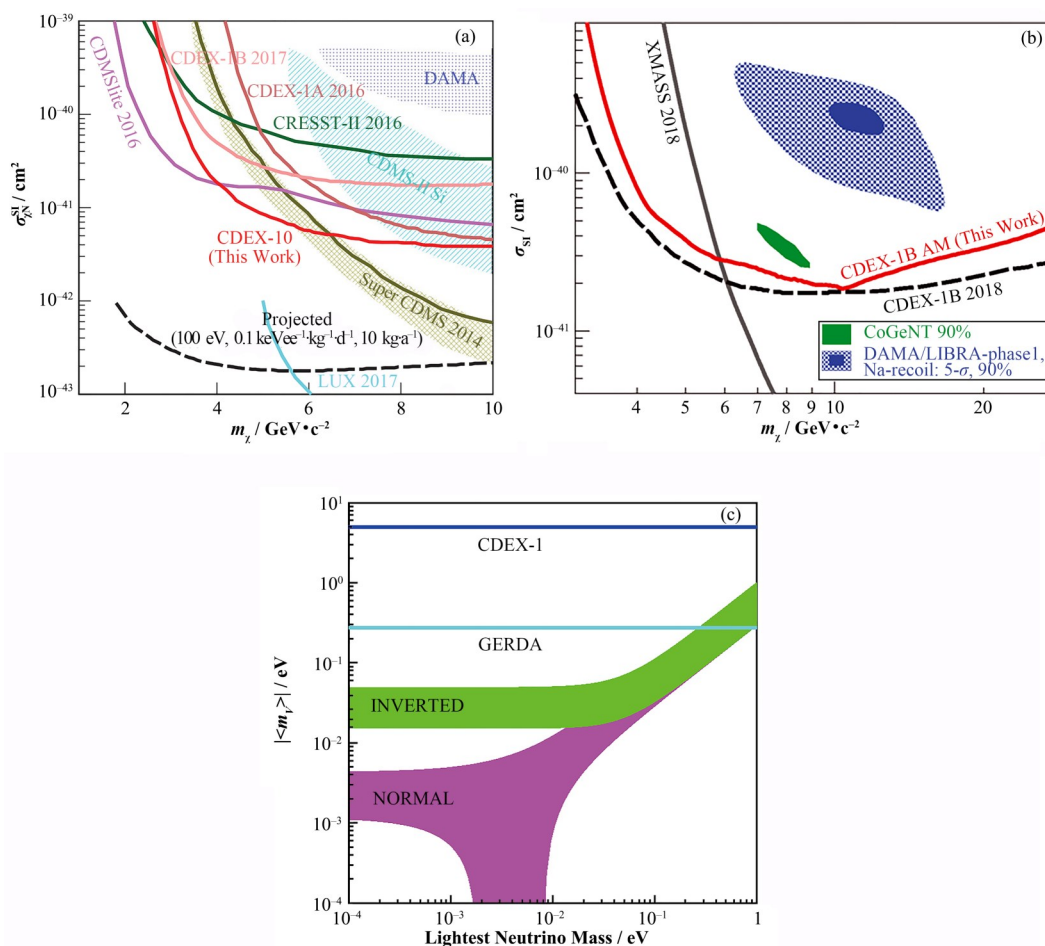 10⁻³⁹
(a)
CDEX-1B 2017
DAMA
CDMSlite 2016
CDEX-1A 2016
10⁻⁴⁰
CRESST-II 2016
CDMS-II Si
σ_χN^SI / cm²
10⁻⁴¹
CDEX-10
(This Work)
Super CDMS 2014
10⁻⁴²
Projected
(100 eV, 0.1 keVee⁻¹·kg⁻¹·d⁻¹, 10 kg·a⁻¹)
LUX 2017
10⁻⁴³
2 4 6 8 10
m_χ / GeV·c⁻²
(b)
XMASS 2018
10⁻⁴⁰
σ_SI / cm²
CDEX-1B AM (This Work)
CDEX-1B 2018
10⁻⁴¹
CoGeNT 90%
DAMA/LIBRA-phase1,
Na-recoil: 5-σ, 90%
4 5 6 7 8 9 10 20
m_χ / GeV·c⁻²
10¹
(c)
CDEX-1
10⁰
GERDA
10⁻¹
|<m_ν>| / eV
INVERTED
10⁻²
NORMAL
10⁻³
10⁻⁴
10⁻⁴ 10⁻³ 10⁻² 10⁻¹ 1
Lightest Neutrino Mass / eV